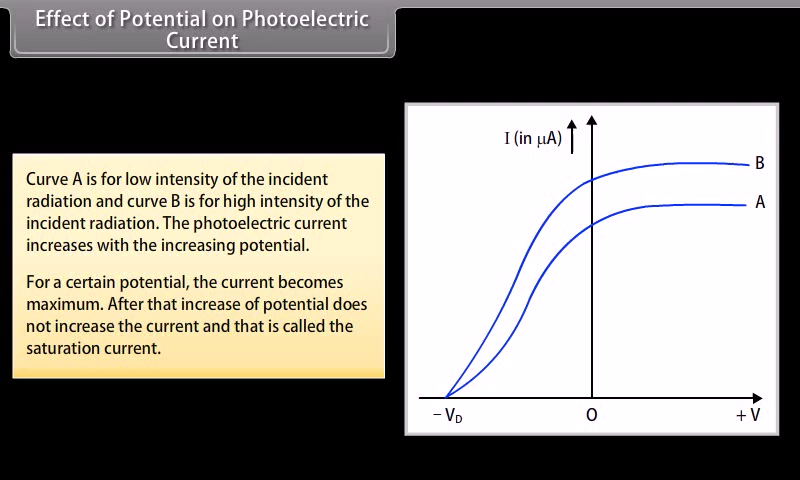 Effect of Potential on Photoelectric
Current
Curve A is for low intensity of the incident
radiation and curve B is for high intensity of the
incident radiation. The photoelectric current
increases with the increasing potential.
For a certain potential, the current becomes
maximum. After that increase of potential does
not increase the current and that is called the
saturation current.
I (in μA)
B
A
– V_D
O
+ V